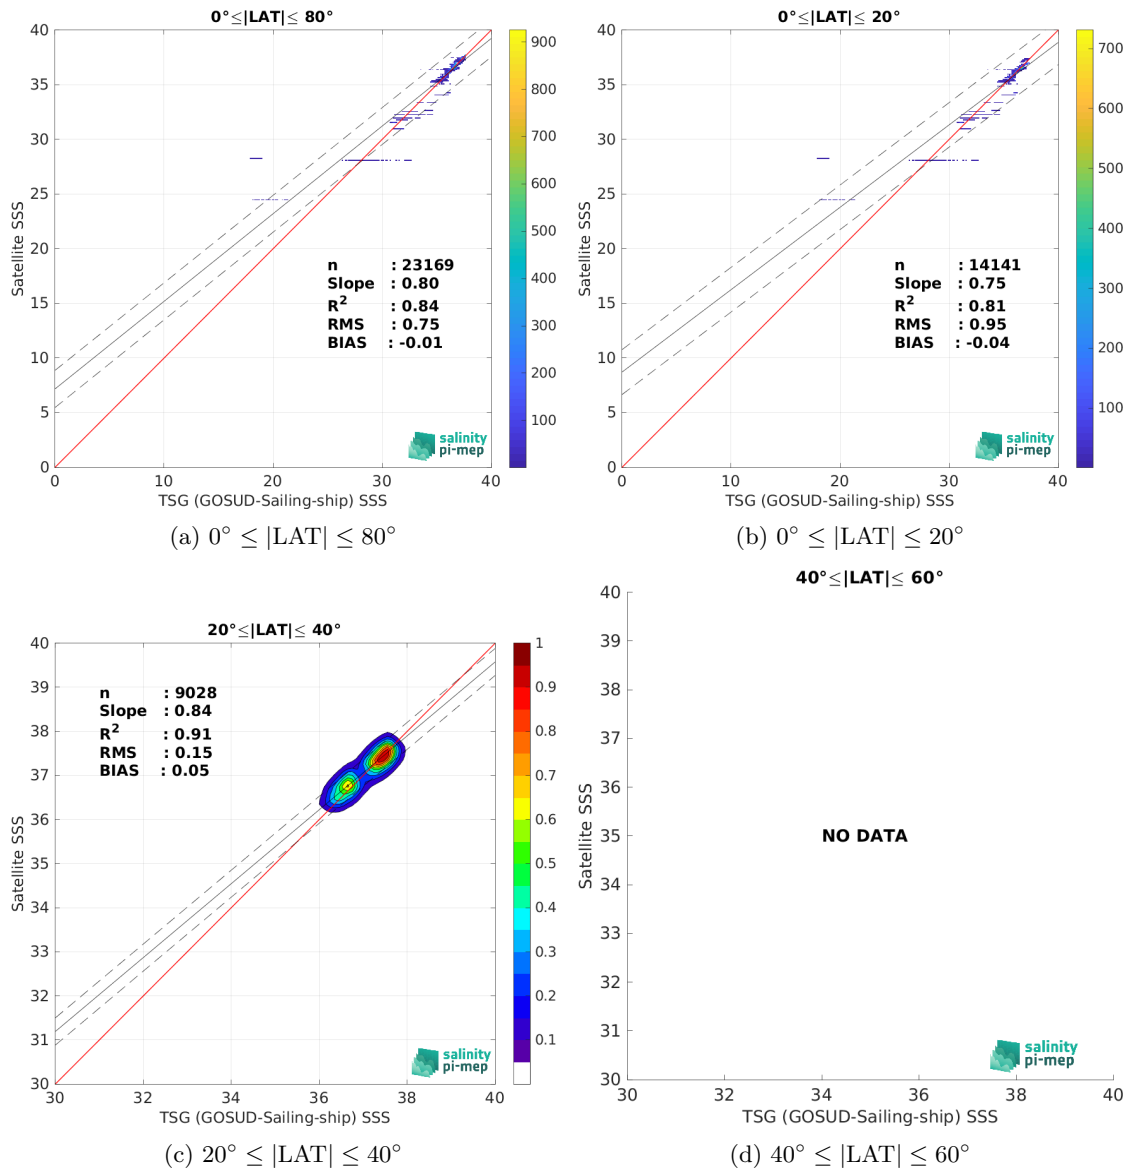 0°≤|LAT|≤ 80°
40
35
30
25
20
15
10
5
0
0
10
20
30
40
Satellite SSS
TSG (GOSUD-Sailing-ship) SSS
n : 23169
Slope : 0.80
R2 : 0.84
RMS : 0.75
BIAS : -0.01
salinity
pi-mep
900
800
700
600
500
400
300
200
100
(a) 0° ≤ |LAT| ≤ 80°
0°≤|LAT|≤ 20°
40
35
30
25
20
15
10
5
0
0
10
20
30
40
Satellite SSS
TSG (GOSUD-Sailing-ship) SSS
n : 14141
Slope : 0.75
R2 : 0.81
RMS : 0.95
BIAS : -0.04
salinity
pi-mep
700
600
500
400
300
200
100
(b) 0° ≤ |LAT| ≤ 20°
20°≤|LAT|≤ 40°
40
39
38
37
36
35
34
33
32
31
30
30
32
34
36
38
40
Satellite SSS
TSG (GOSUD-Sailing-ship) SSS
n : 9028
Slope : 0.84
R2 : 0.91
RMS : 0.15
BIAS : 0.05
salinity
pi-mep
1
0.9
0.8
0.7
0.6
0.5
0.4
0.3
0.2
0.1
(c) 20° ≤ |LAT| ≤ 40°
40°≤|LAT|≤ 60°
40
39
38
37
36
35
34
33
32
31
30
30
32
34
36
38
40
Satellite SSS
TSG (GOSUD-Sailing-ship) SSS
NO DATA
salinity
pi-mep
(d) 40° ≤ |LAT| ≤ 60°